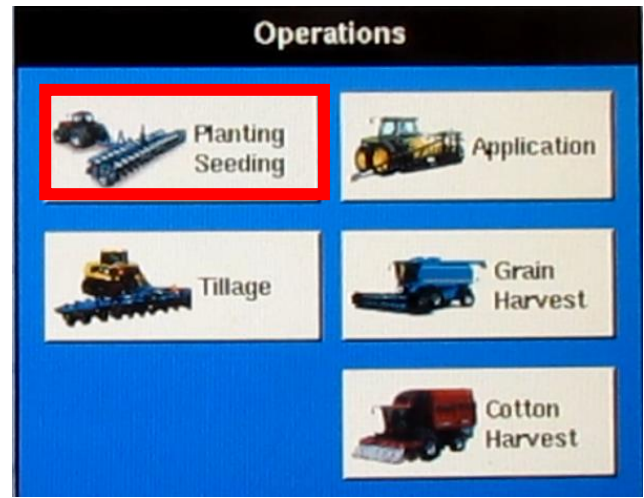 Operations
Planting
Seeding
Application
Tillage
Grain
Harvest
Cotton
Harvest